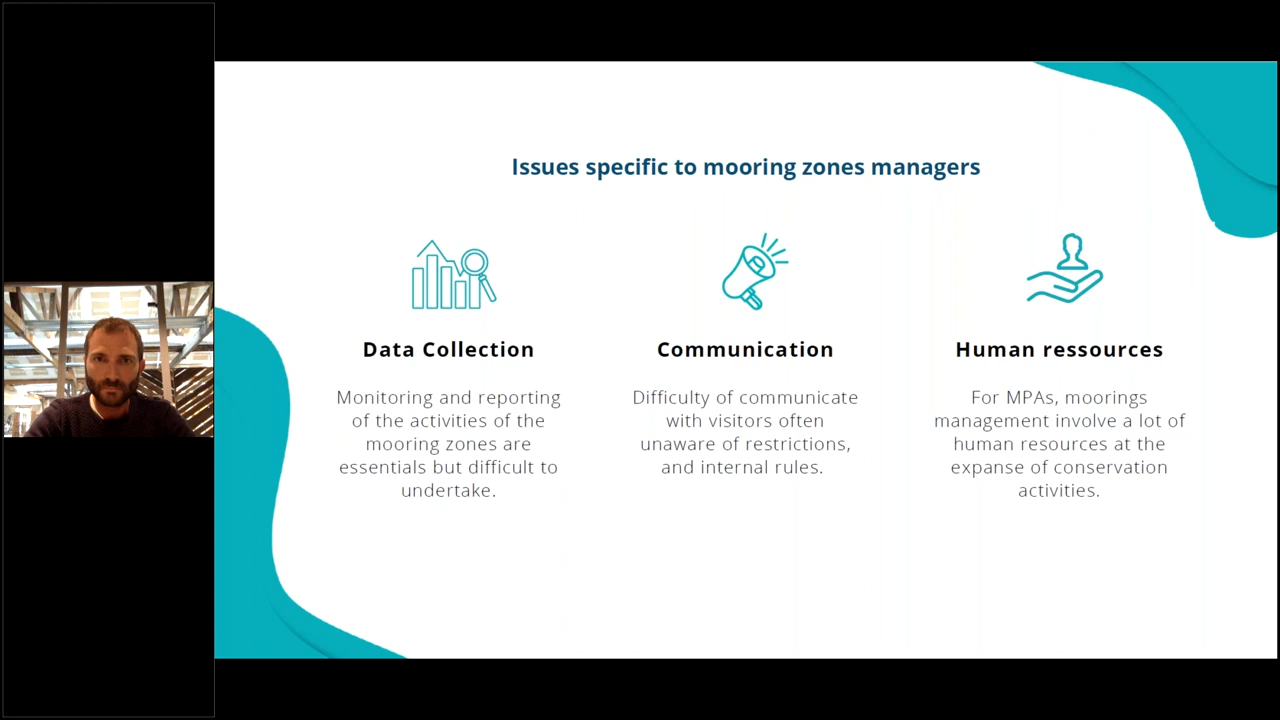 Issues specific to mooring zones managers
Data Collection
Monitoring and reporting
of the activities of the
mooring zones are
essentials but difficult to
undertake.
Communication
Difficulty of communicate
with visitors often
unaware of restrictions,
and internal rules.
Human ressources
For MPAs, moorings
management involve a lot of
human resources at the
expanse of conservation
activities.